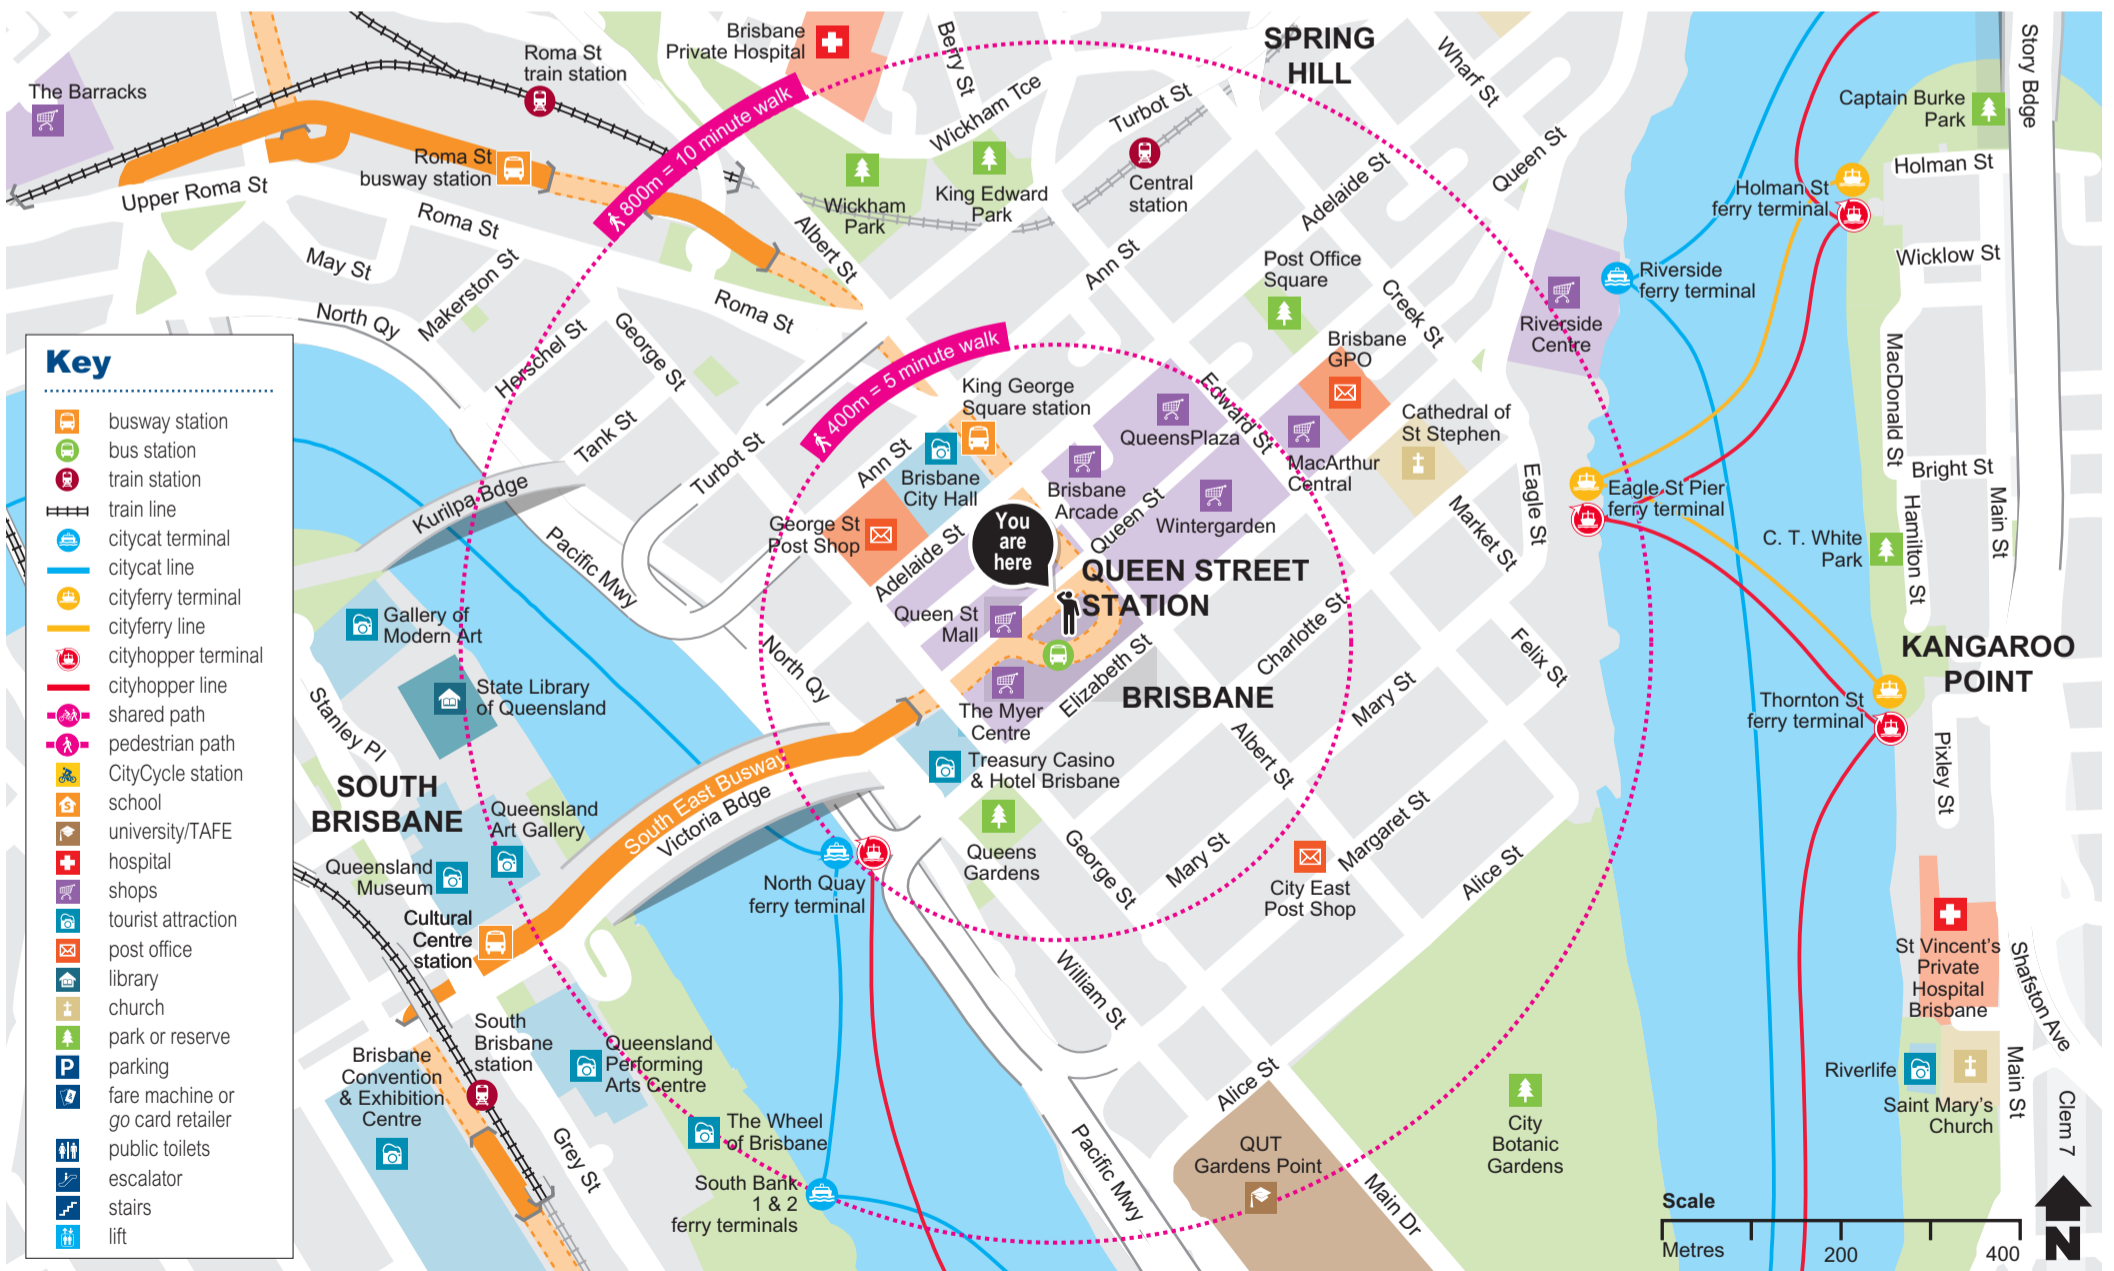 Brisbane
Private Hospital
Berry St
SPRING
HILL
Wharf St
Story Bdge
Roma St
train station
The Barracks
800m = 10 minute walk
Wickham Tce
Turbot St
Captain Burke
Park
Roma St
busway station
Upper Roma St
Wickham
Park
King Edward
Park
Central
station
Adelaide St
Queen St
Holman St
Holman St
ferry terminal
Roma St
May St
Makerston St
Albert St
Ann St
Post Office
Square
Creek St
Riverside
ferry terminal
Wicklow St
North Qy
Herschel St
George St
Roma St
Brisbane
GPO
Riverside
Centre
MacDonald St
400m = 5 minute walk
King George
Square station
Edward St
QueensPlaza
Cathedral of
St Stephen
MacArthur
Central
Tank St
Turbot St
Ann St
Brisbane
City Hall
Brisbane
Arcade
Queen St
Wintergarden
Eagle St
Eagle St Pier
ferry terminal
Bright St
Hamilton St
Main St
Kurilpa Bdge
Pacific Mwy
George St
Post Shop
Adelaide St
You
are
here
QUEEN STREET
STATION
Market St
C. T. White
Park
Gallery of
Modern Art
Queen St
Mall
Charlotte St
Felix St
KANGAROO
POINT
State Library
of Queensland
North Qy
Elizabeth St
BRISBANE
Mary St
Thornton St
ferry terminal
Stanley Pl
The Myer
Centre
Albert St
Pixley St
SOUTH
BRISBANE
South East Busway
Victoria Bdge
Treasury Casino
& Hotel Brisbane
Queensland
Art Gallery
Queens
Gardens
George St
Mary St
Margaret St
Alice St
Queensland
Museum
North Quay
ferry terminal
City East
Post Shop
Cultural
Centre
station
William St
St Vincent's
Private
Hospital
Brisbane
Shafston Ave
South
Brisbane
station
Brisbane
Convention
& Exhibition
Centre
Queensland
Performing
Arts Centre
Alice St
Riverlife
Saint Mary's
Church
Main St
Clem 7
The Wheel
of Brisbane
Grey St
South Bank
1 & 2
ferry terminals
Pacific Mwy
QUT
Gardens Point
Main Dr
City
Botanic
Gardens
Scale
Metres
200
400
N
Key
busway station
bus station
train station
train line
citycat terminal
citycat line
cityferry terminal
cityferry line
cityhopper terminal
cityhopper line
shared path
pedestrian path
CityCycle station
school
university/TAFE
hospital
shops
tourist attraction
post office
library
church
park or reserve
P parking
fare machine or
go card retailer
public toilets
escalator
stairs
lift